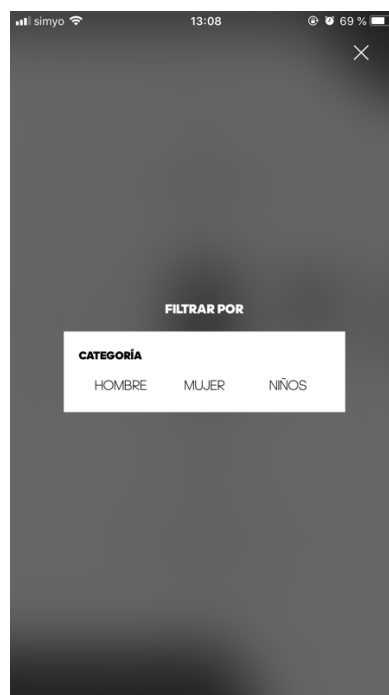 simyo 13:08 69 %
FILTRAR POR
CATEGORÍA
HOMBRE MUJER NIÑOS